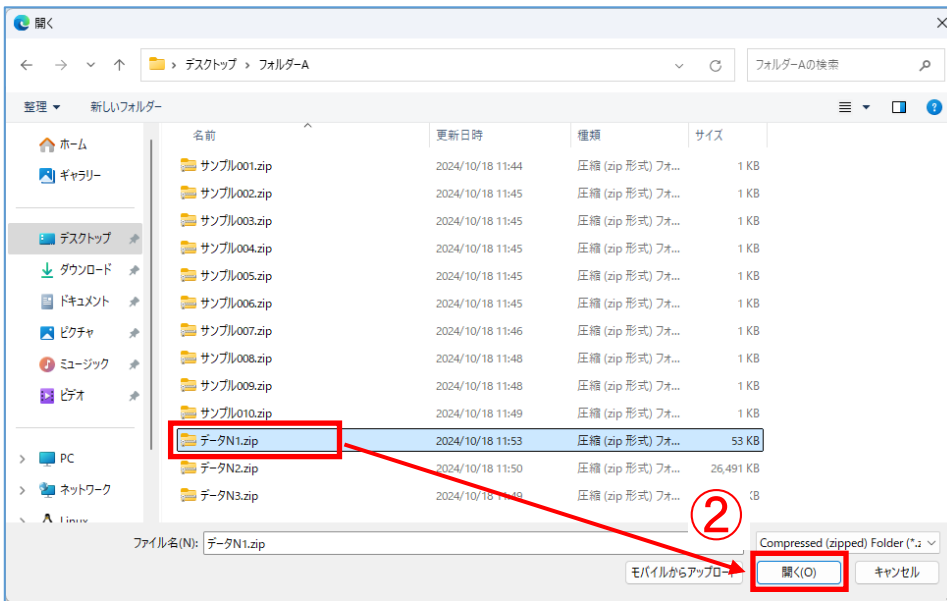 開く
デスクトップ › フォルダーA
フォルダーAの検索
整理 新しいフォルダー
名前 更新日時 種類 サイズ
ホーム
ギャラリー
デスクトップ
ダウンロード
ドキュメント
ピクチャ
ミュージック
ビデオ
PC
ネットワーク
Linux
サンプル001.zip 2024/10/18 11:44 圧縮 (zip 形式) フォ... 1 KB
サンプル002.zip 2024/10/18 11:45 圧縮 (zip 形式) フォ... 1 KB
サンプル003.zip 2024/10/18 11:45 圧縮 (zip 形式) フォ... 1 KB
サンプル004.zip 2024/10/18 11:45 圧縮 (zip 形式) フォ... 1 KB
サンプル005.zip 2024/10/18 11:45 圧縮 (zip 形式) フォ... 1 KB
サンプル006.zip 2024/10/18 11:45 圧縮 (zip 形式) フォ... 1 KB
サンプル007.zip 2024/10/18 11:46 圧縮 (zip 形式) フォ... 1 KB
サンプル008.zip 2024/10/18 11:48 圧縮 (zip 形式) フォ... 1 KB
サンプル009.zip 2024/10/18 11:48 圧縮 (zip 形式) フォ... 1 KB
サンプル010.zip 2024/10/18 11:49 圧縮 (zip 形式) フォ... 1 KB
データN1.zip 2024/10/18 11:53 圧縮 (zip 形式) フォ... 53 KB
データN2.zip 2024/10/18 11:50 圧縮 (zip 形式) フォ... 26,491 KB
データN3.zip 2024/10/18 圧縮 (zip 形式) フォ... KB
②
ファイル名(N): データN1.zip Compressed (zipped) Folder (*.z
モバイルからアップロード 開く(O) キャンセル